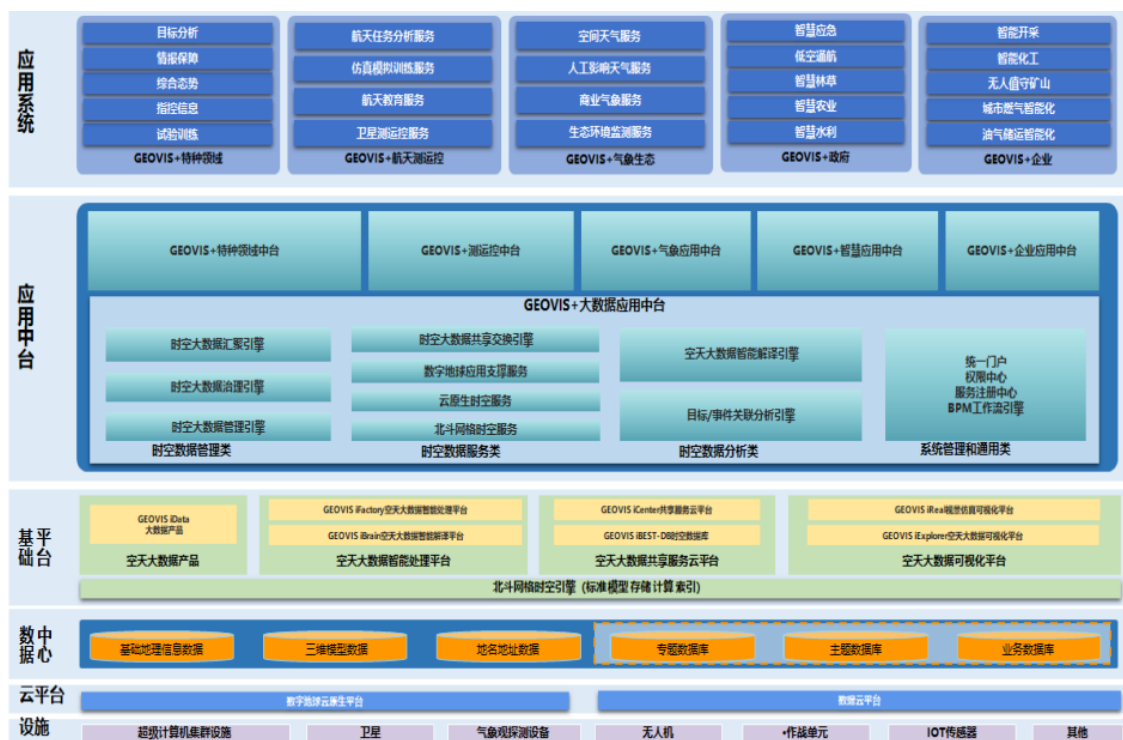 应用系统
目标分析
情报保障
综合态势
指控信息
试验训练
GEOVIS+特种领域
航天任务分析服务
仿真模拟训练服务
航天教育服务
卫星测运控服务
GEOVIS+航天测运控
空间天气服务
人工影响天气服务
商业气象服务
生态环境监测服务
GEOVIS+气象生态
智慧应急
低空通航
智慧林草
智慧农业
智慧水利
GEOVIS+政府
智能开采
智能化工
无人值守矿山
城市燃气智能化
油气储运智能化
GEOVIS+企业
应用中台
GEOVIS+特种领域中台
GEOVIS+测运控中台
GEOVIS+气象应用中台
GEOVIS+智慧应用中台
GEOVIS+企业应用中台
GEOVIS+大数据应用中台
时空大数据汇聚引擎
时空大数据治理引擎
时空大数据管理引擎
时空数据管理类
时空大数据共享交换引擎
数字地球应用支撑服务
云原生时空服务
北斗网格时空服务
时空数据服务类
空天大数据智能解译引擎
目标/事件关联分析引擎
时空数据分析类
统一门户
权限中心
服务注册中心
BPM工作流引擎
系统管理和通用类
基础平台
GEOVIS iData
大数据产品
空天大数据产品
GEOVIS iFactory空天大数据智能处理平台
GEOVIS iBrain空天大数据智能解译平台
空天大数据智能处理平台
GEOVIS iCenter共享服务云平台
GEOVIS iBEST-DB时空数据库
空天大数据共享服务云平台
GEOVIS iReal视景仿真可视化平台
GEOVIS iExplorer空天大数据可视化平台
空天大数据可视化平台
北斗网格时空引擎 (标准模型存储计算索引)
数据中心
基础地理信息数据
三维模型数据
地名地址数据
专题数据库
主题数据库
业务数据库
云平台
数字地球云原生平台
数据云平台
设施
超级计算机集群设施
卫星
气象观探测设备
无人机
•作战单元
IOT传感器
其他